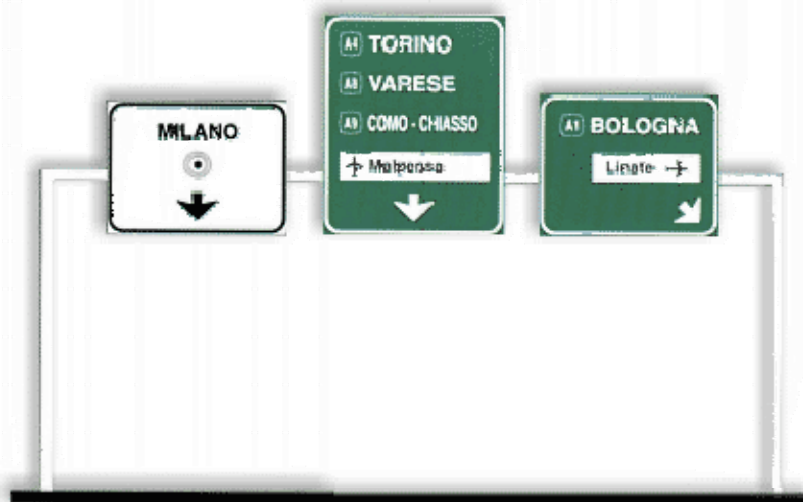 MILANO
A4 TORINO
A8 VARESE
A9 COMO - CHIASSO
Malpensa
A1 BOLOGNA
Linate